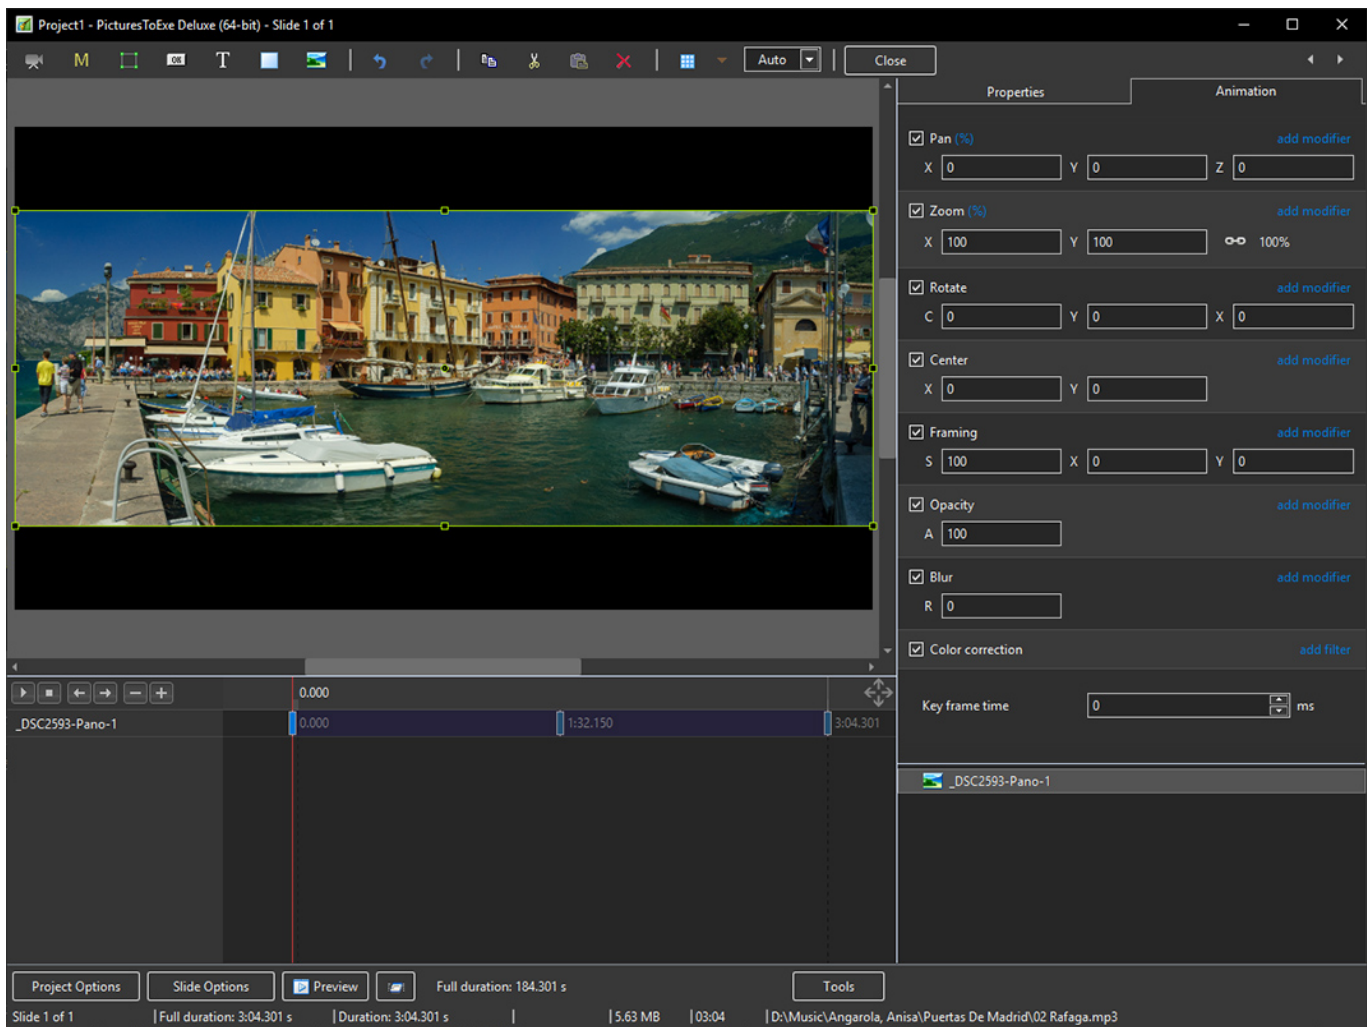 Project1 - PicturesToExe Deluxe (64-bit) - Slide 1 of 1
M OB T Auto Close
Properties Animation
Pan (%) add modifier
X 0 Y 0 Z 0
Zoom (%) add modifier
X 100 Y 100 100%
Rotate add modifier
C 0 Y 0 X 0
Center add modifier
X 0 Y 0
Framing add modifier
S 100 X 0 Y 0
Opacity add modifier
A 100
Blur add modifier
R 0
Color correction add filter
0.000
Key frame time 0 ms
_DSC2593-Pano-1 0.000 1:32.150 3:04.301
_DSC2593-Pano-1
Project Options Slide Options Preview Full duration: 184.301 s Tools
Slide 1 of 1 | Full duration: 3:04.301 s | Duration: 3:04.301 s | | 5.63 MB | 03:04 | D:\Music\Angarola, Anisa\Puertas De Madrid\02 Rafaga.mp3